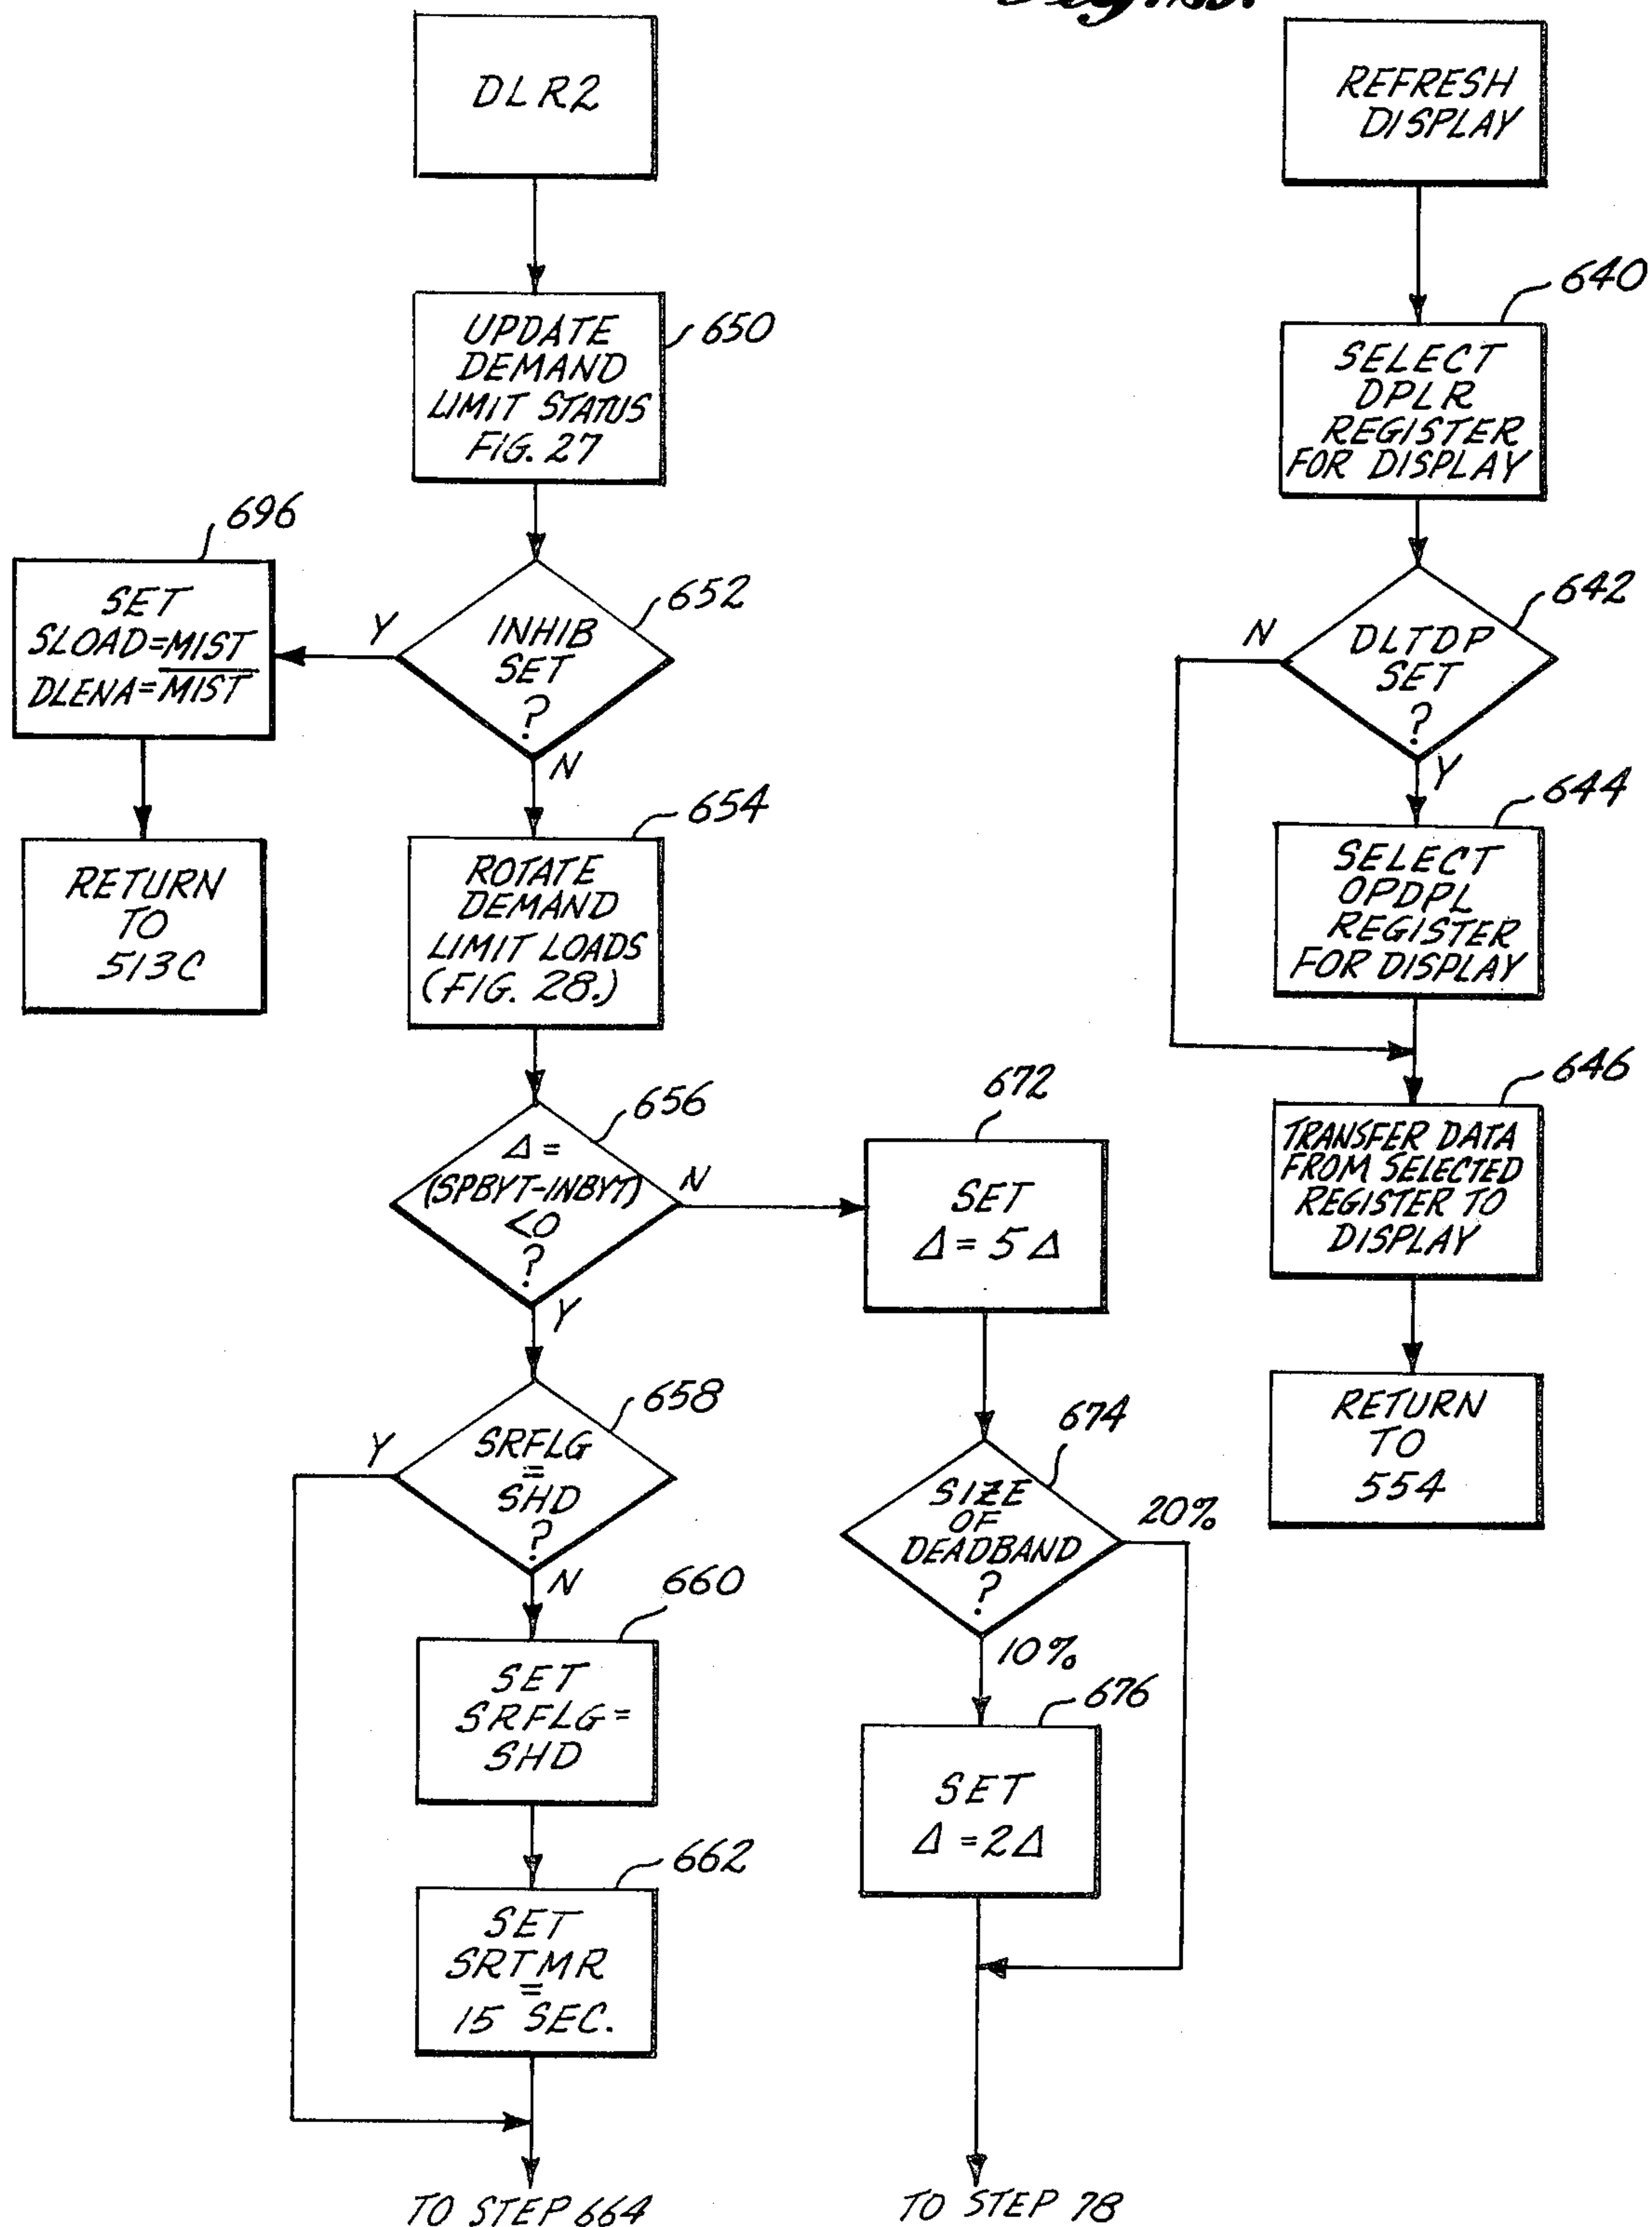 DLR2
650
UPDATE
DEMAND
LIMIT STATUS
FIG. 27
696
SET
SLOAD=MIST
DLENA=M̅I̅S̅T̅
RETURN
TO
513C
652
Y
INHIB
SET
?
N
654
ROTATE
DEMAND
LIMIT LOADS
(FIG. 28.)
656
Δ=
(SPBYT-INBYT)
<0
?
N
Y
658
Y
SRFLG
=
SHD
?
N
660
SET
SRFLG=
SHD
662
SET
SRTMR
=
15 SEC.
TO STEP 664
672
SET
Δ=5Δ
674
SIZE
OF
DEADBAND
?
20%
10%
676
SET
Δ=2Δ
TO STEP 78
REFRESH
DISPLAY
640
SELECT
DPLR
REGISTER
FOR DISPLAY
642
N
DLTDP
SET
?
Y
644
SELECT
OPDPL
REGISTER
FOR DISPLAY
646
TRANSFER DATA
FROM SELECTED
REGISTER TO
DISPLAY
RETURN
TO
554